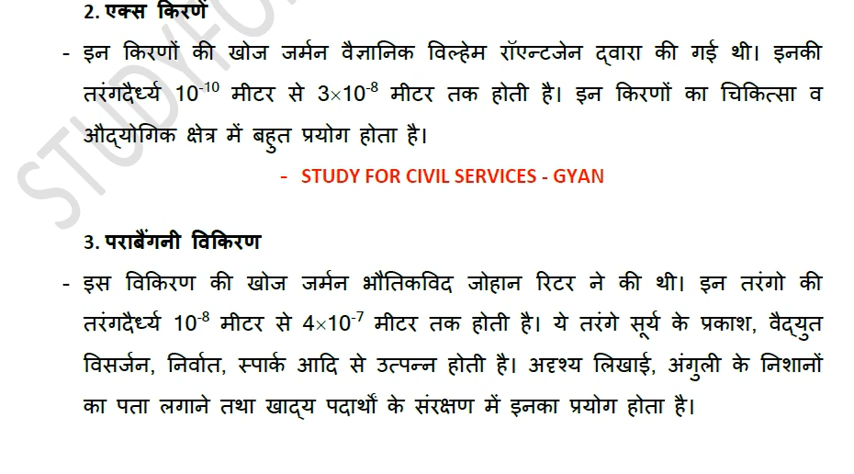 2. एक्स किरणें
- इन किरणों की खोज जर्मन वैज्ञानिक विल्हेम रॉएन्टजेन द्वारा की गई थी। इनकी
तरंगदैर्ध्य 10⁻¹⁰ मीटर से 3×10⁻⁸ मीटर तक होती है। इन किरणों का चिकित्सा व
औद्योगिक क्षेत्र में बहुत प्रयोग होता है।
- STUDY FOR CIVIL SERVICES - GYAN
3. पराबैंगनी विकिरण
- इस विकिरण की खोज जर्मन भौतिकविद जोहान रिटर ने की थी। इन तरंगो की
तरंगदैर्ध्य 10⁻⁸ मीटर से 4×10⁻⁷ मीटर तक होती है। ये तरंगे सूर्य के प्रकाश, वैद्युत
विसर्जन, निर्वात, स्पार्क आदि से उत्पन्न होती है। अदृश्य लिखाई, अंगुली के निशानों
का पता लगाने तथा खाद्य पदार्थों के संरक्षण में इनका प्रयोग होता है।